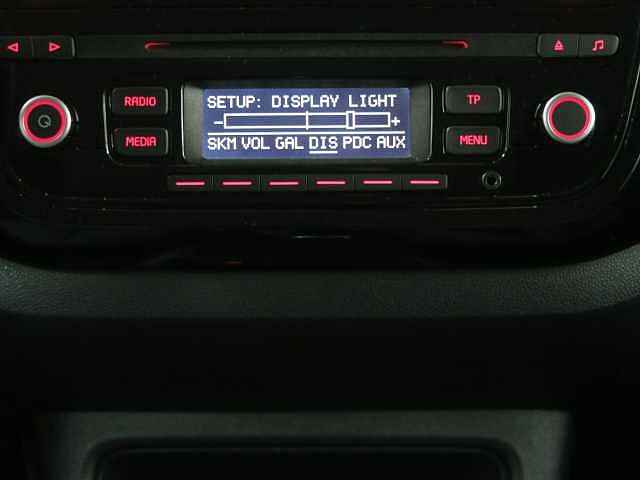 RADIO
MEDIA
SETUP: DISPLAY LIGHT
- +
SKM VOL GAL DIS PDC AUX
TP
MENU